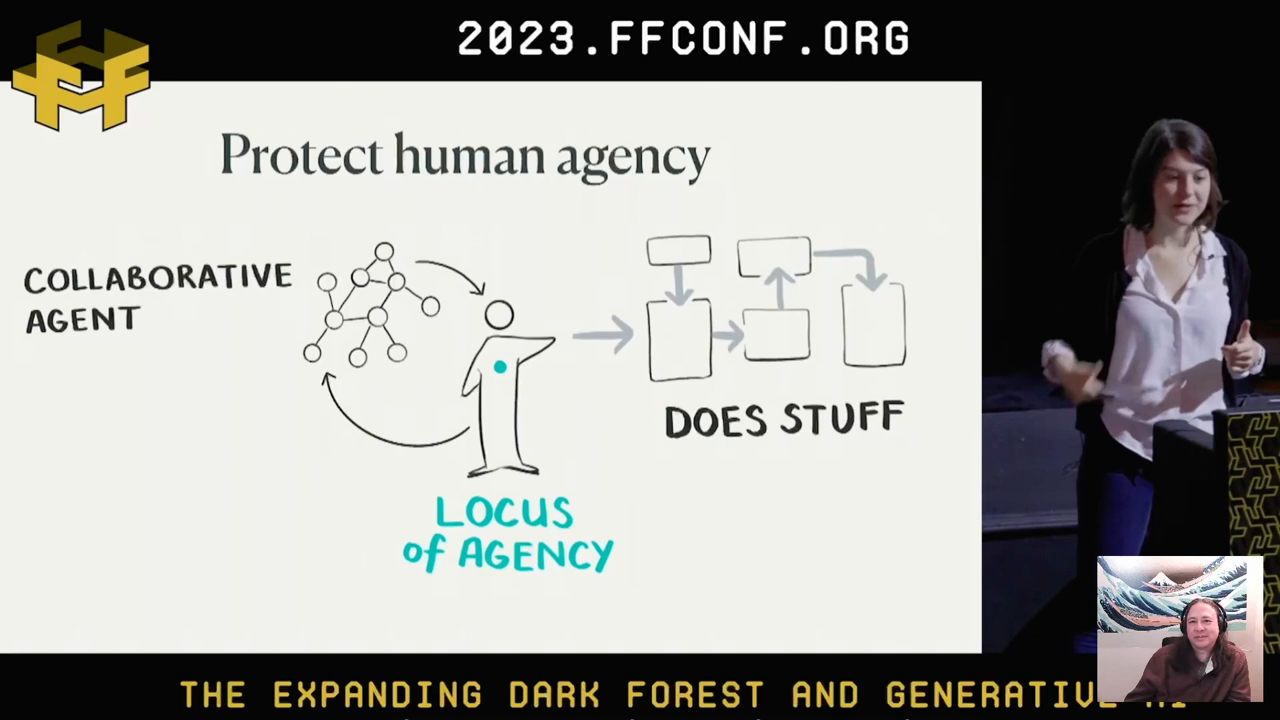 2023.FFCONF.ORG
Protect human agency
COLLABORATIVE
AGENT
DOES STUFF
LOCUS
of AGENCY
THE EXPANDING DARK FOREST AND GENERATIVE AI